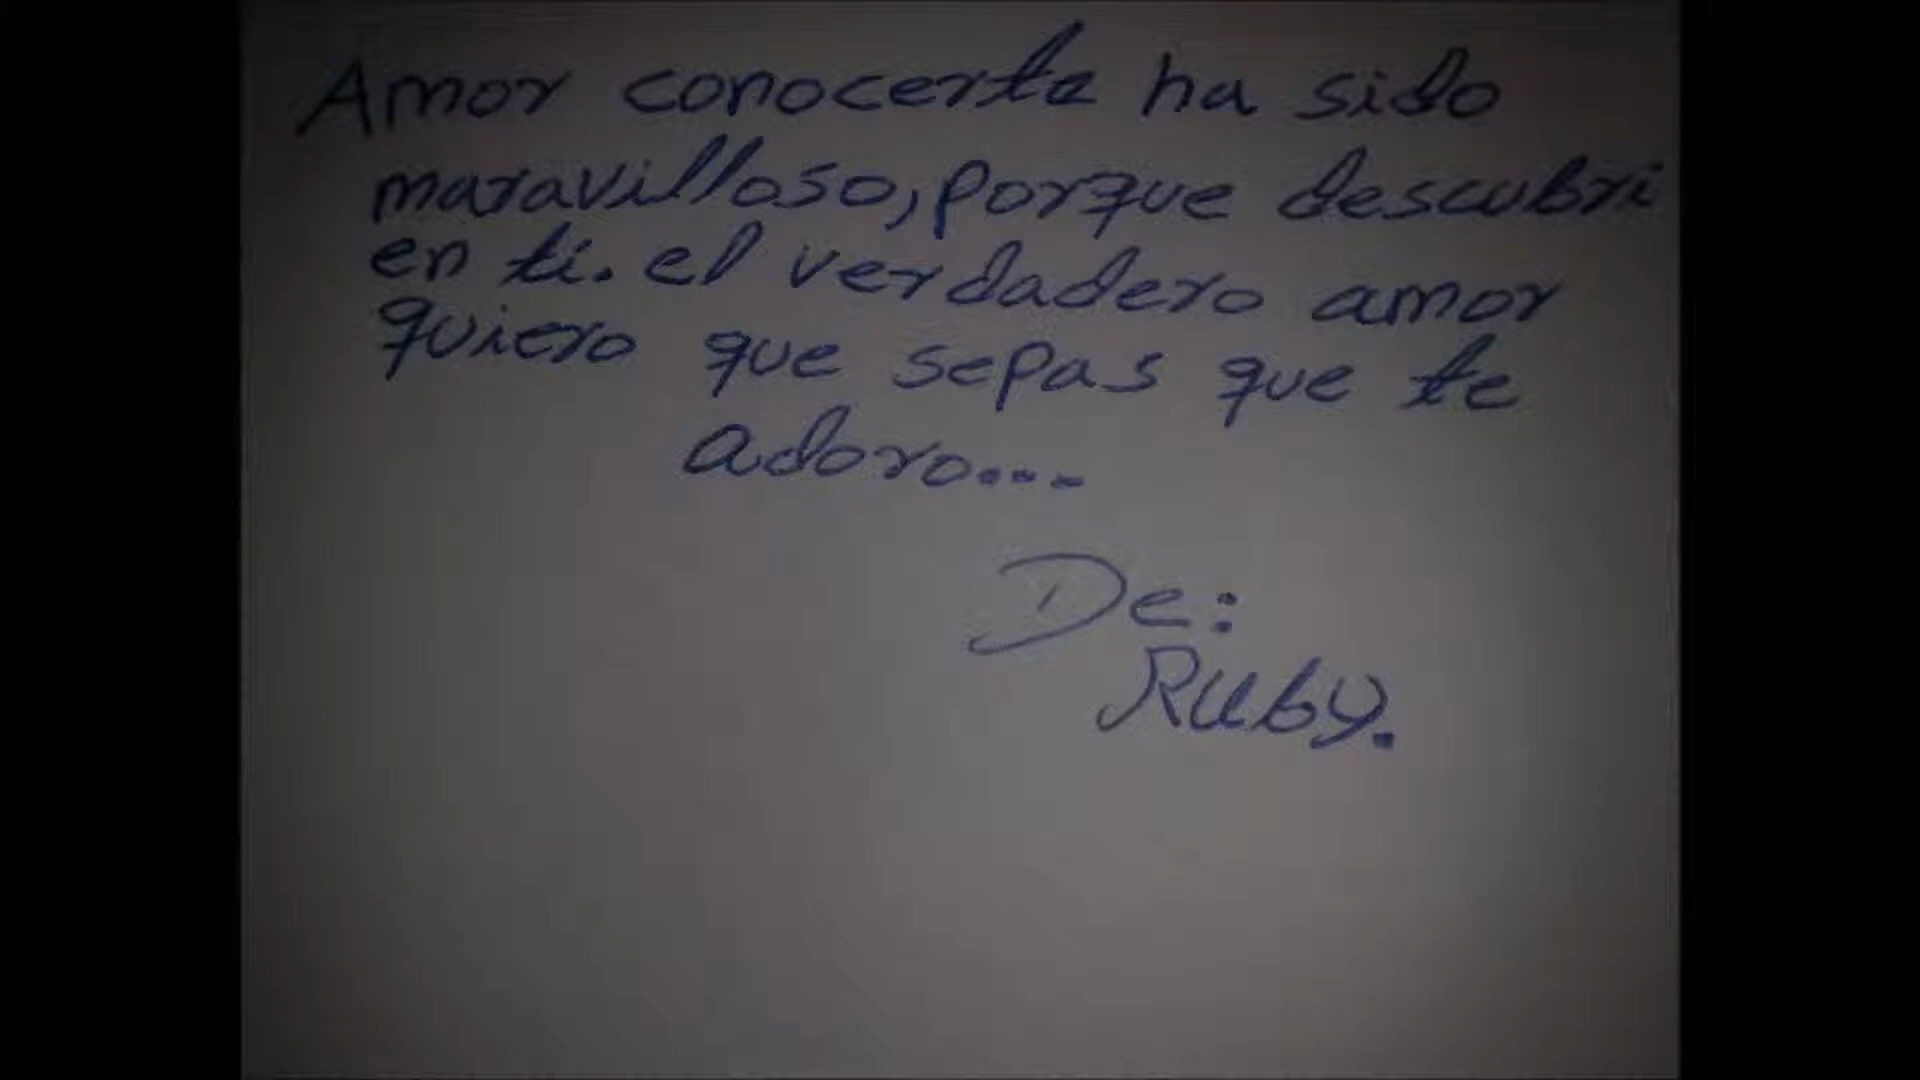 Amor conocerte ha sido
maravilloso, porque descubri
en ti. el verdadero amor
quiero que sepas que te
adoro...
De:
Ruby.